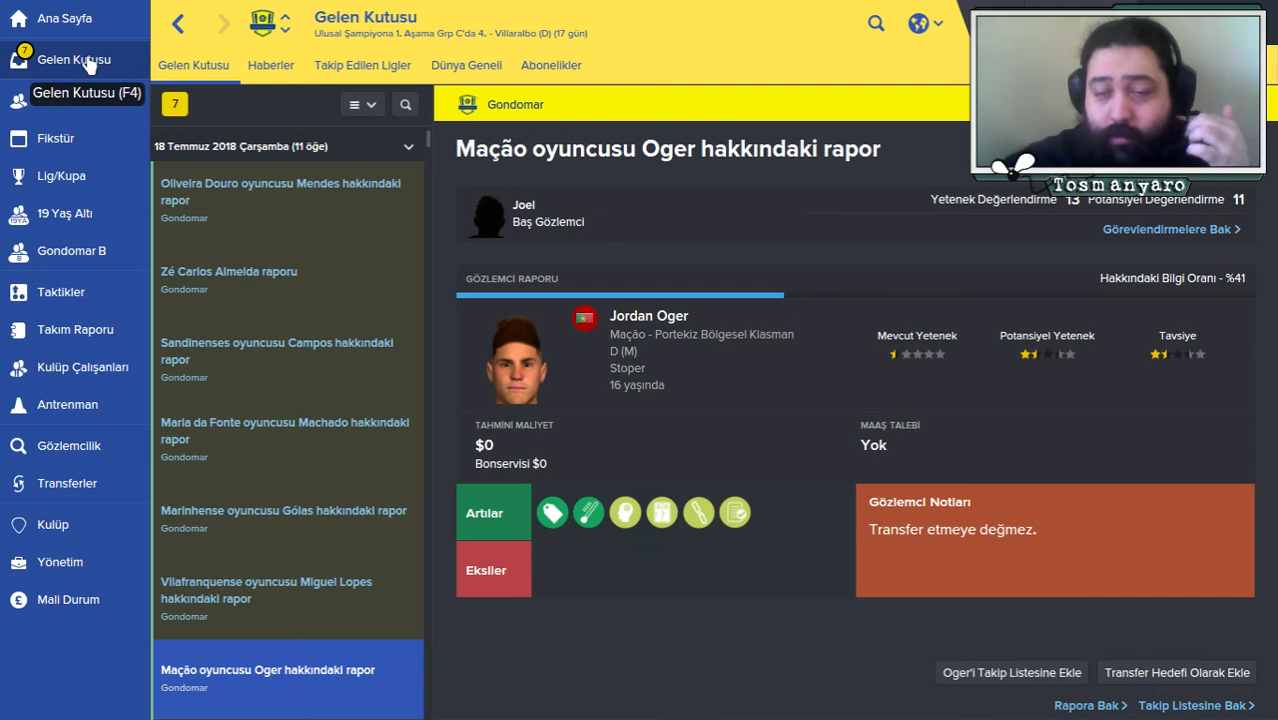 Ana Sayfa
7
Gelen Kutusu
Gelen Kutusu (F4)
Fikstür
Lig/Kupa
19 Yaş Altı
Gondomar B
Taktikler
Takım Raporu
Kulüp Çalışanları
Antrenman
Gözlemcilik
Transferler
Kulüp
Yönetim
Mali Durum
Gelen Kutusu
Ulusal Şampiyona 1. Aşama Grp C'da 4. - Villaralbo (D) (17 gün)
Gelen Kutusu Haberler Takip Edilen Ligler Dünya Geneli Abonelikler
7
18 Temmuz 2018 Çarşamba (11 öğe)
Oliveira Douro oyuncusu Mendes hakkındaki
rapor
Gondomar
Zé Carlos Almeida raporu
Gondomar
Sandinenses oyuncusu Campos hakkındaki
rapor
Gondomar
Maria da Fonte oyuncusu Machado hakkındaki
rapor
Gondomar
Marinhense oyuncusu Gólas hakkındaki rapor
Gondomar
Vilafranquense oyuncusu Miguel Lopes
hakkındaki rapor
Gondomar
Mação oyuncusu Oger hakkındaki rapor
Gondomar
Gondomar
Mação oyuncusu Oger hakkındaki rapor
Tosmanyaro
Joel
Baş Gözlemci
Yetenek Değerlendirme 13 Potansiyel Değerlendirme 11
Görevlendirmelere Bak >
GÖZLEMCİ RAPORU
Hakkındaki Bilgi Oranı - %41
Jordan Oger
Mação - Portekiz Bölgesel Klasman
D (M)
Stoper
16 yaşında
Mevcut Yetenek Potansiyel Yetenek Tavsiye
TAHMİNİ MALİYET
$0
Bonservisi $0
MAAŞ TALEBİ
Yok
Artılar
Eksiler
Gözlemci Notları
Transfer etmeye değmez.
Oger'i Takip Listesine Ekle Transfer Hedefi Olarak Ekle
Rapora Bak > Takip Listesine Bak >